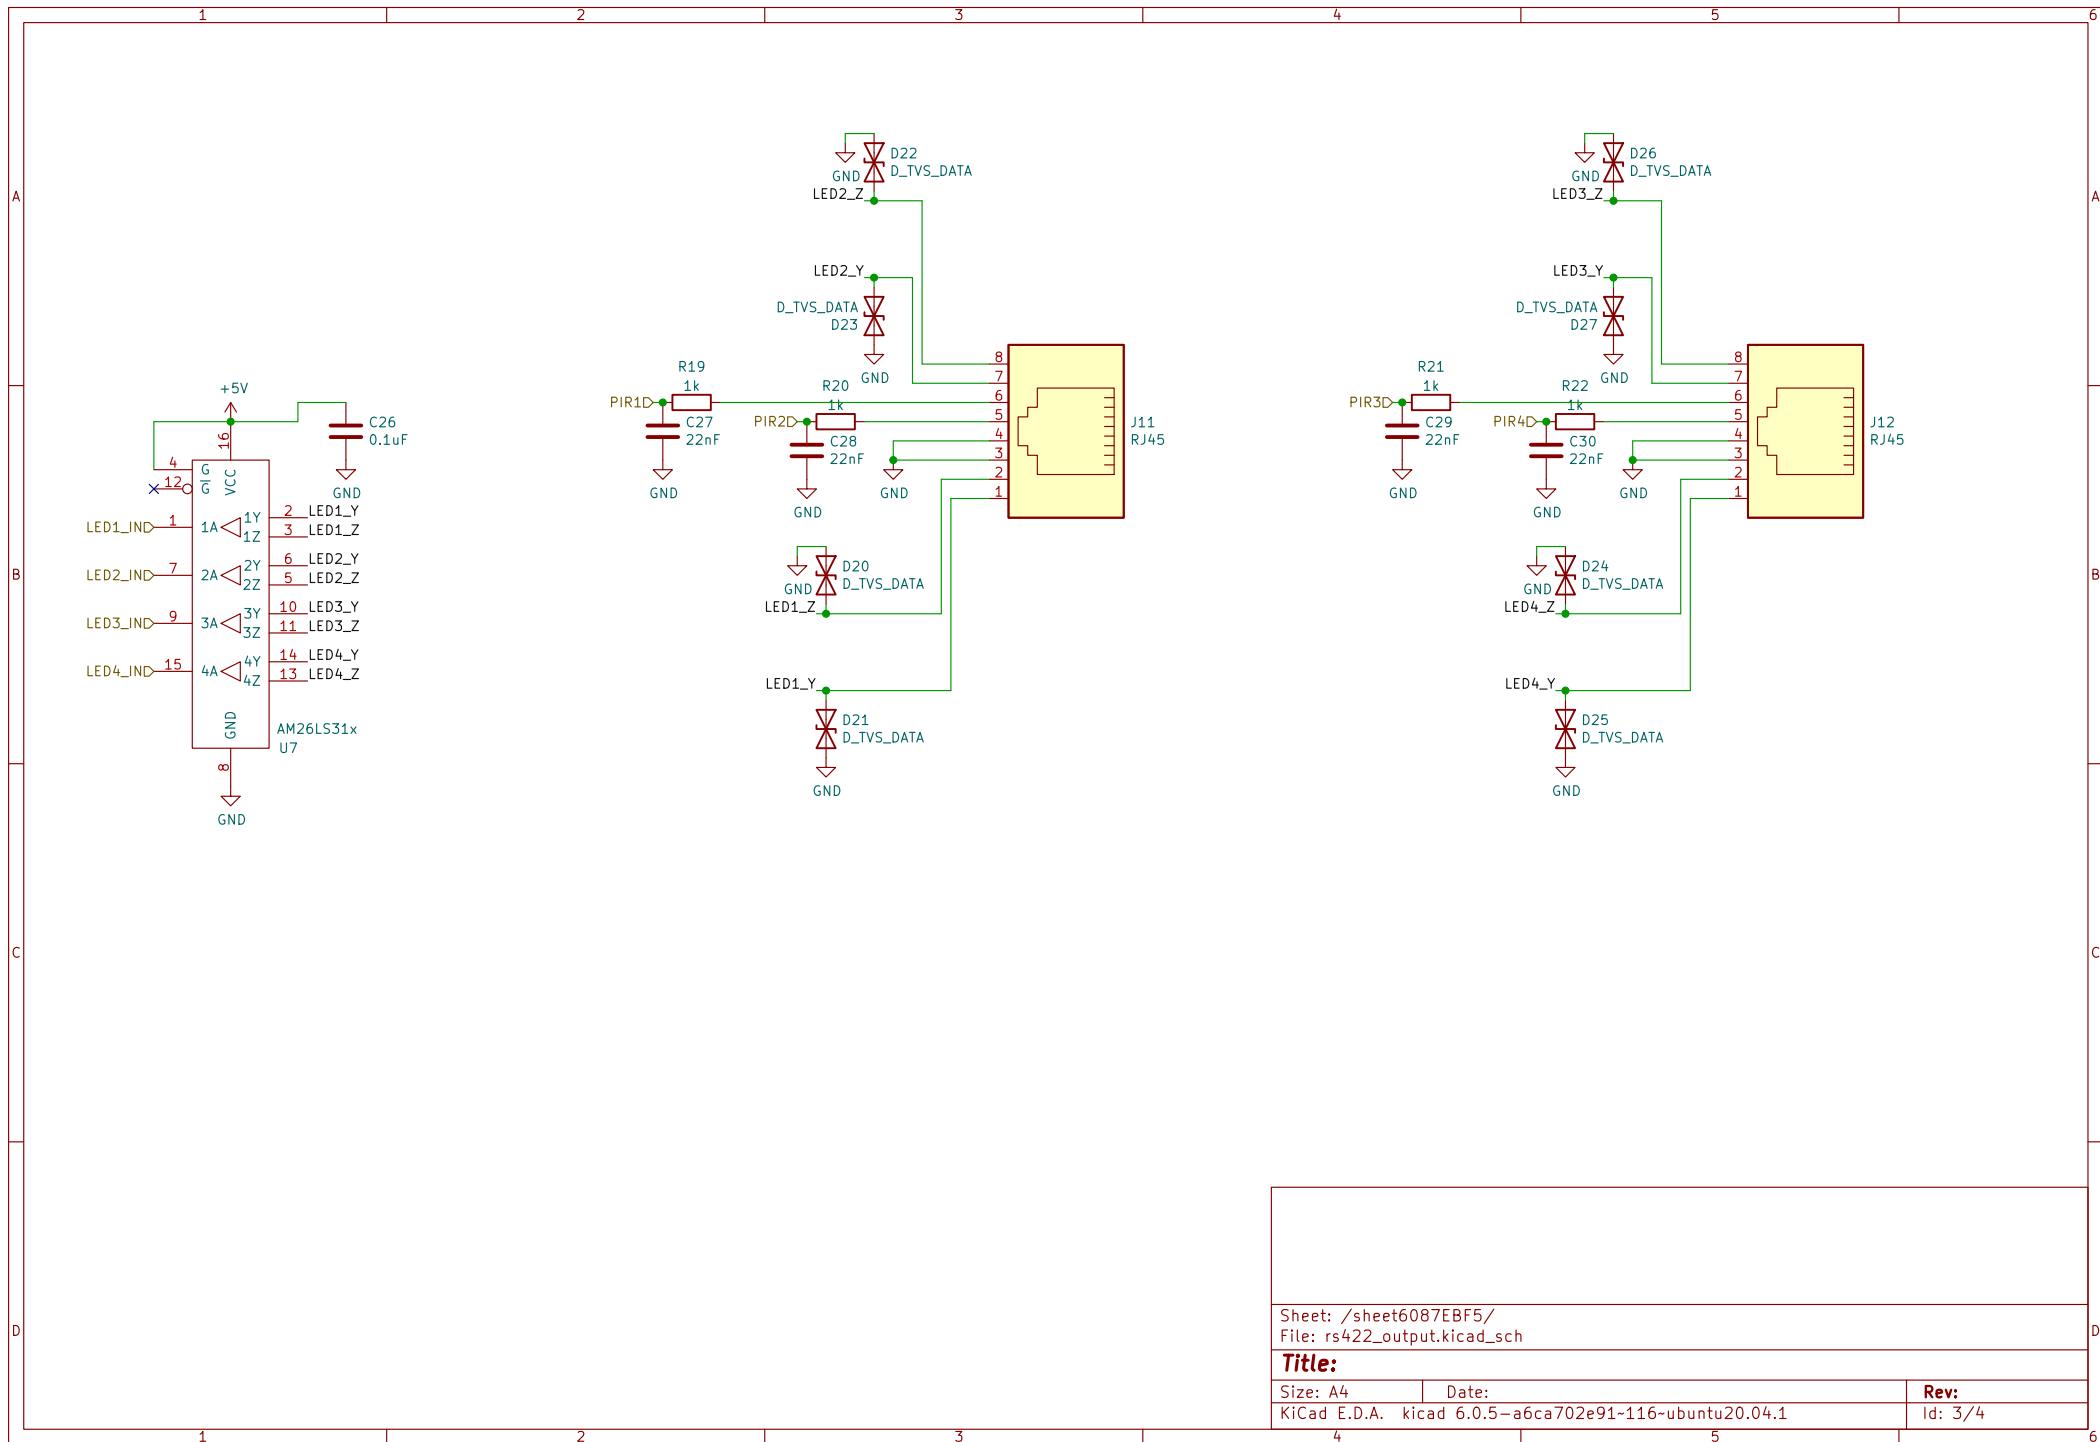 1 2 3 4 5 6
A A
B B
C C
D D
D22
D_TVS_DATA
GND
LED2_Z
LED2_Y
D_TVS_DATA
D23
GND
D26
D_TVS_DATA
GND
LED3_Z
LED3_Y
D_TVS_DATA
D27
GND
+5V
C26
0.1uF
GND
16
VCC
4 G
12 G
LED1_IN 1 1A 1Y 2 LED1_Y
1Z 3 LED1_Z
LED2_IN 7 2A 2Y 6 LED2_Y
2Z 5 LED2_Z
LED3_IN 9 3A 3Y 10 LED3_Y
3Z 11 LED3_Z
LED4_IN 15 4A 4Y 14 LED4_Y
4Z 13 LED4_Z
GND
AM26LS31x
U7
8
GND
R19
1k
PIR1
C27
22nF
GND
R20
1k
PIR2
C28
22nF
GND
GND
8
7
6
5
4
3
2
1
J11
RJ45
D20
D_TVS_DATA
GND
LED1_Z
LED1_Y
D21
D_TVS_DATA
GND
R21
1k
PIR3
C29
22nF
GND
R22
1k
PIR4
C30
22nF
GND
GND
8
7
6
5
4
3
2
1
J12
RJ45
D24
D_TVS_DATA
GND
LED4_Z
LED4_Y
D25
D_TVS_DATA
GND
Sheet: /sheet6087EBF5/
File: rs422_output.kicad_sch
Title:
Size: A4 Date: Rev:
KiCad E.D.A. kicad 6.0.5-a6ca702e91~116~ubuntu20.04.1 Id: 3/4
1 2 3 4 5 6